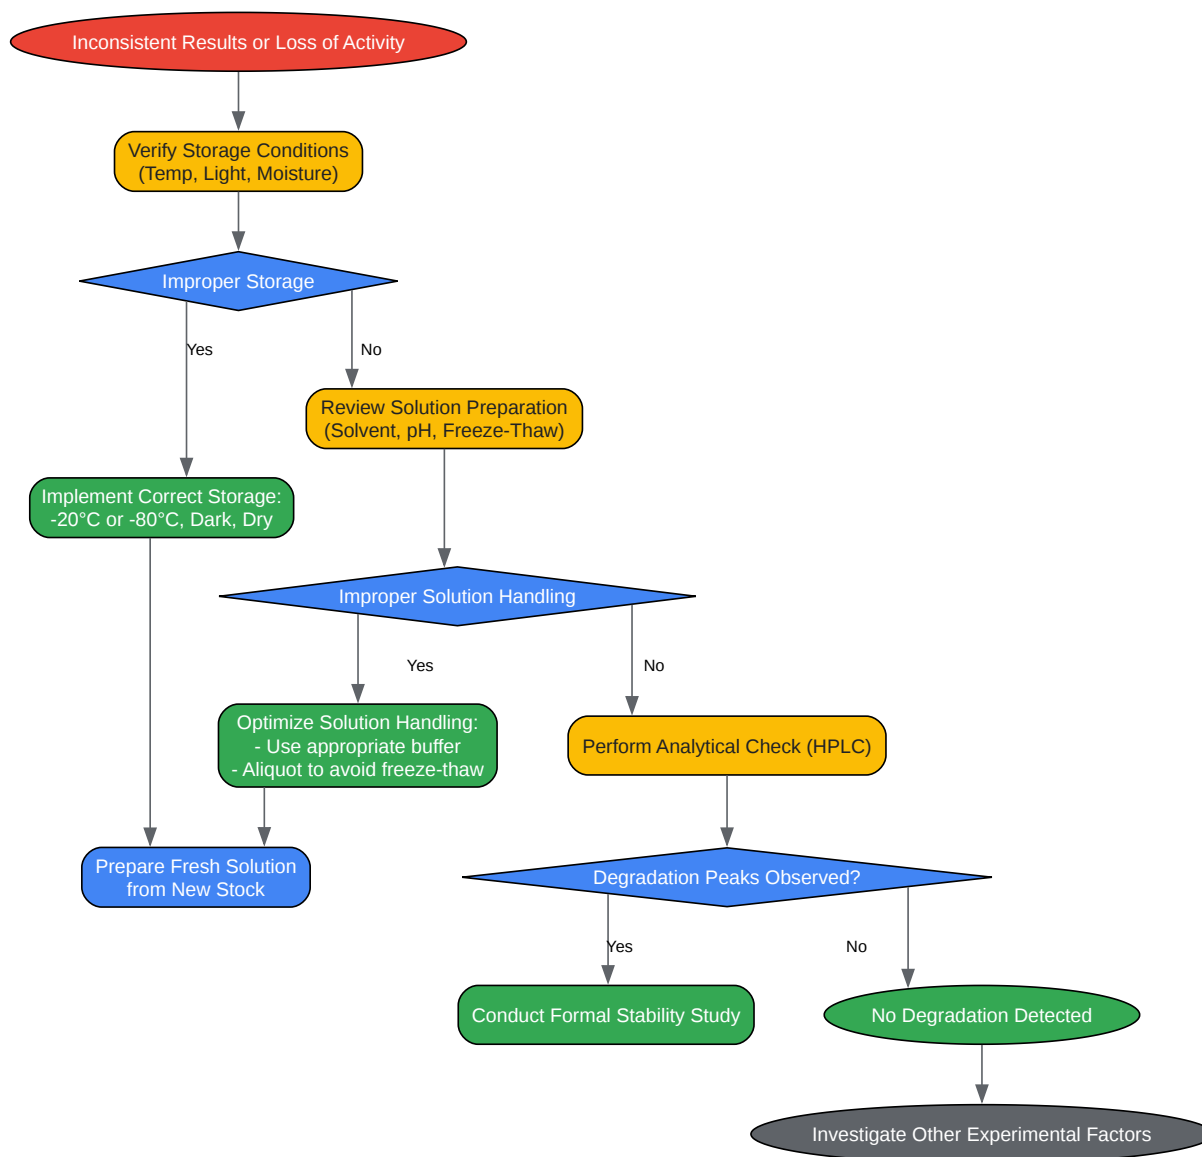 Inconsistent Results or Loss of Activity
Verify Storage Conditions
(Temp, Light, Moisture)
Improper Storage
Yes
No
Review Solution Preparation
(Solvent, pH, Freeze-Thaw)
Implement Correct Storage:
-20°C or -80°C, Dark, Dry
Improper Solution Handling
Yes
No
Optimize Solution Handling:
- Use appropriate buffer
- Aliquot to avoid freeze-thaw
Perform Analytical Check (HPLC)
Prepare Fresh Solution
from New Stock
Degradation Peaks Observed?
Yes
No
Conduct Formal Stability Study
No Degradation Detected
Investigate Other Experimental Factors